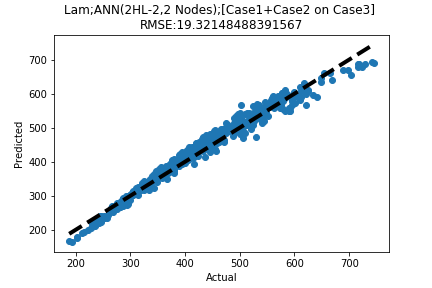 Lam;ANN(2HL-2,2 Nodes);[Case1+Case2 on Case3]
RMSE:19.32148488391567
700
600
500
400
300
200
Predicted
200 300 400 500 600 700
Actual